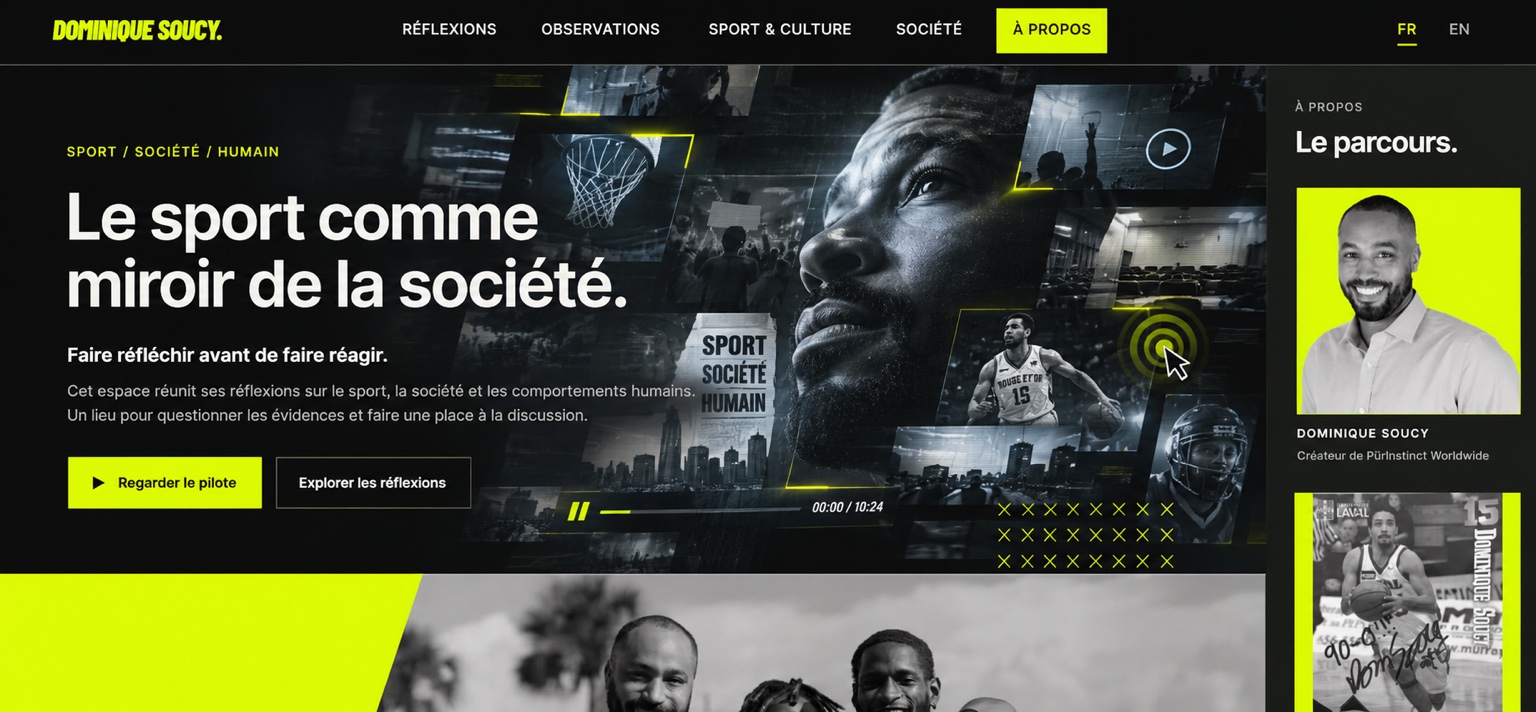 DOMINIQUE SOUCY.
RÉFLEXIONS
OBSERVATIONS
SPORT & CULTURE
SOCIÉTÉ
À PROPOS
FR
EN
SPORT / SOCIÉTÉ / HUMAIN
Le sport comme
miroir de la société.
Faire réfléchir avant de faire réagir.
Cet espace réunit ses réflexions sur le sport, la société et les comportements humains.
Un lieu pour questionner les évidences et faire une place à la discussion.
Regarder le pilote
Explorer les réflexions
SPORT
SOCIÉTÉ
HUMAIN
ROUGE ET OR
15
00:00 / 10:24
À PROPOS
Le parcours.
DOMINIQUE SOUCY
Créateur de PürInstinct Worldwide
LAVAL
15
DOMINIQUE SOUCY